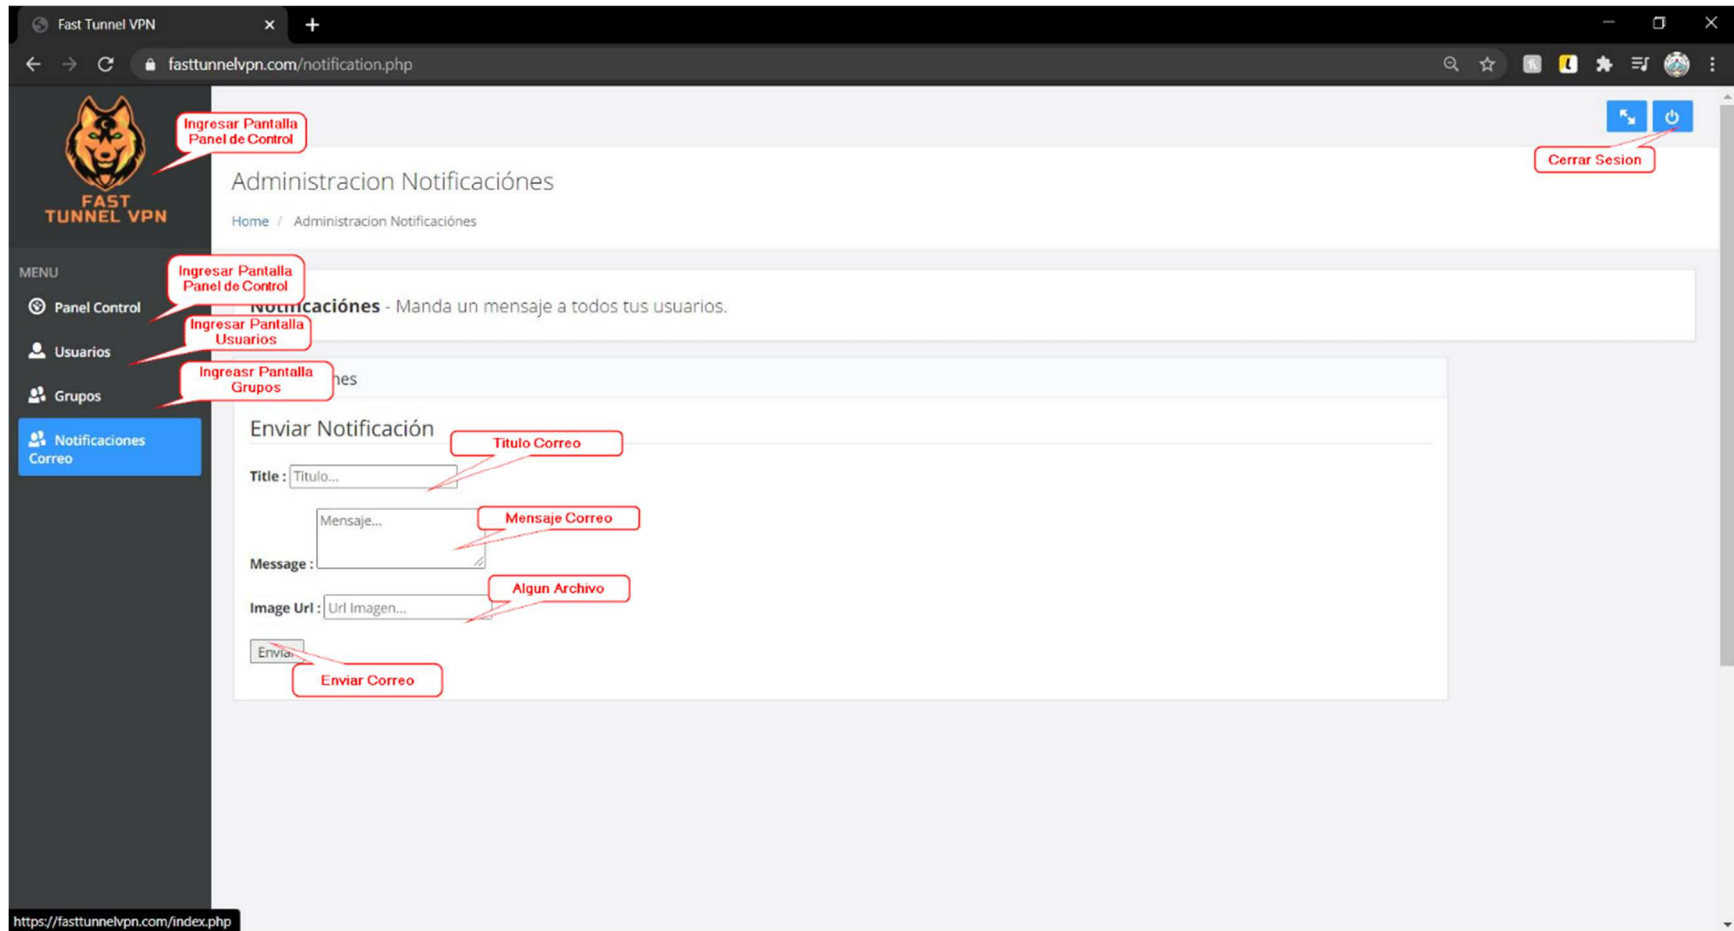 Fast Tunnel VPN
fasttunnelvpn.com/notification.php
FAST
TUNNEL VPN
Ingresar Pantalla
Panel de Control
Cerrar Sesion
Administracion Notificaciónes
Home / Administracion Notificaciónes
MENU
Ingresar Pantalla
Panel de Control
Panel Control
Notificaciónes - Manda un mensaje a todos tus usuarios.
Ingresar Pantalla
Usuarios
Usuarios
Ingreasr Pantalla
Grupos
nes
Grupos
Notificaciones
Correo
Enviar Notificación
Titulo Correo
Title : Titulo...
Mensaje...
Mensaje Correo
Message :
Algun Archivo
Image Url : Url Imagen...
Enviar
Enviar Correo
https://fasttunnelvpn.com/index.php